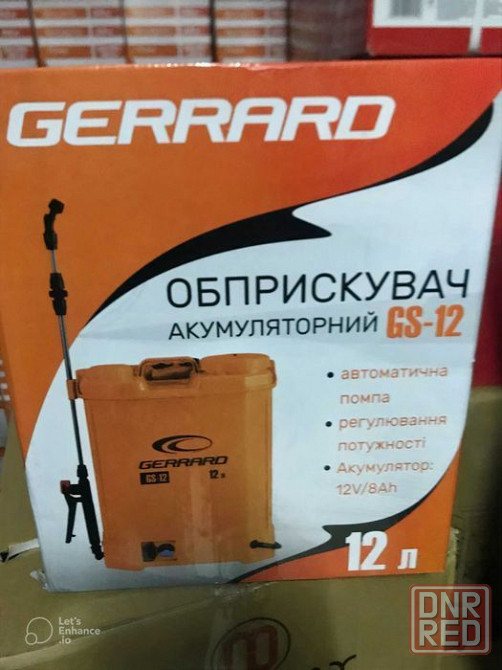 GERRARD
ОБПРИСКУВАЧ
АКУМУЛЯТОРНИЙ GS-12
• автоматична
помпа
• регулювання
потужності
• Акумулятор:
12V/8Ah
GERRARD
GS-12 12 л
12 л
Let's
Enhance
.io
DNR
RED